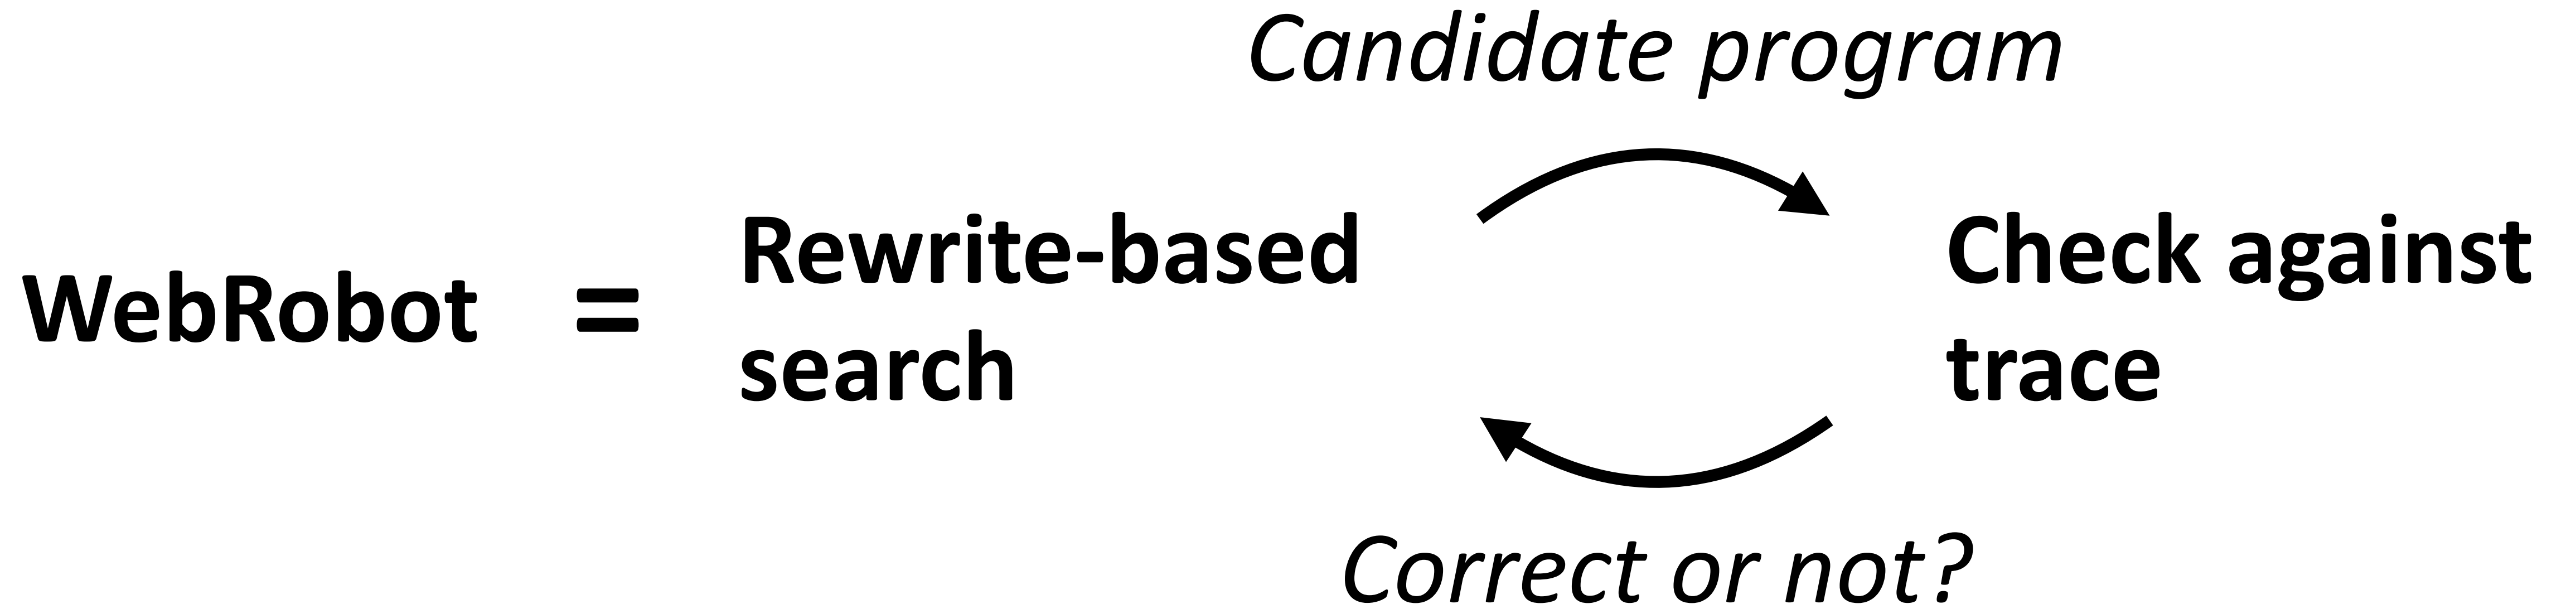 Candidate program
WebRobot =
Rewrite-based
search
Check against
trace
Correct or not?